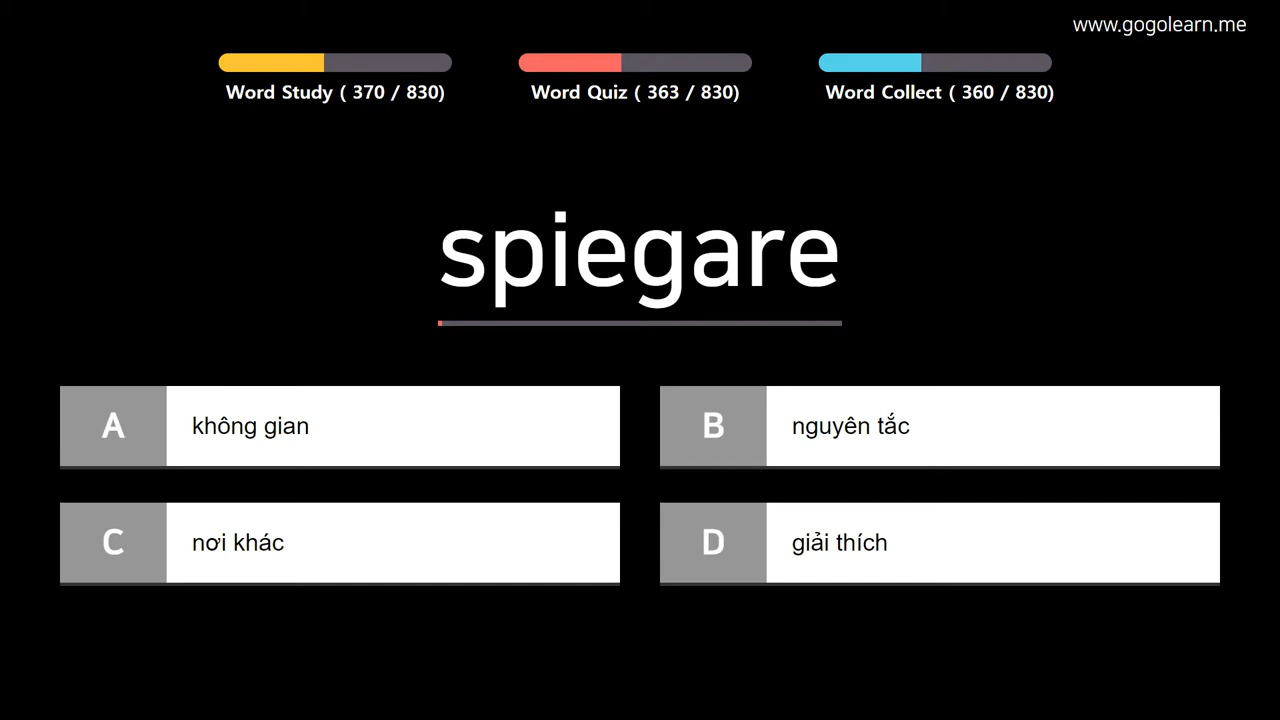 www.gogolearn.me
Word Study ( 370 / 830)
Word Quiz ( 363 / 830)
Word Collect ( 360 / 830)
spiegare
A không gian
B nguyên tắc
C nơi khác
D giải thích